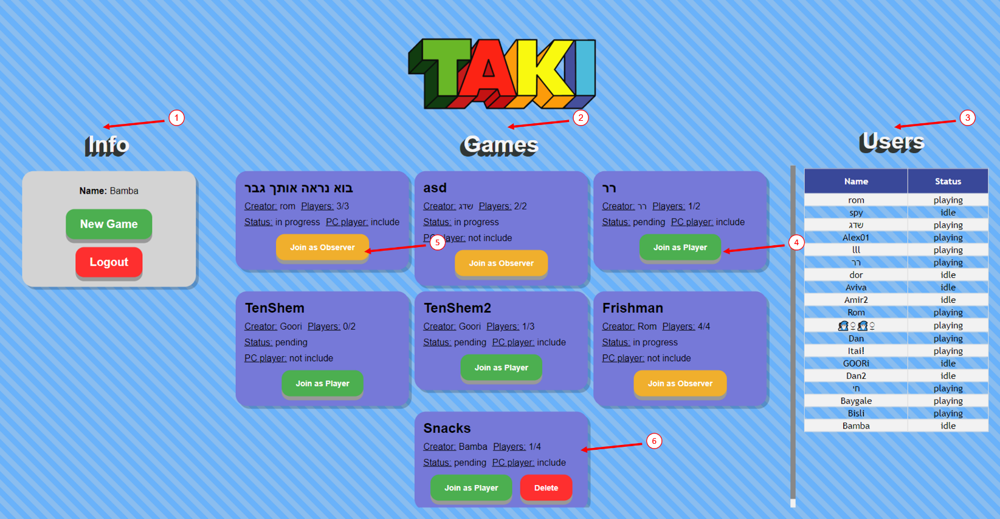 TAKI
1
2
3
Info
Games
Users
Name: Bamba
New Game
Logout
בוא נראה אותך גבר
Creator: rom Players: 3/3
Status: in progress PC player: include
Join as Observer
5
asd
Creator: שדג Players: 2/2
Status: in progress
PC player: not include
Join as Observer
רר
Creator: רר Players: 1/2
Status: pending PC player: include
Join as Player
4
TenShem
Creator: Goori Players: 0/2
Status: pending
PC player: not include
Join as Player
TenShem2
Creator: Goori Players: 1/3
Status: pending PC player: include
Join as Player
Frishman
Creator: Rom Players: 4/4
Status: in progress
PC player: not include
Join as Observer
Snacks
Creator: Bamba Players: 1/4
Status: pending PC player: include
Join as Player Delete
6
Name Status
rom playing
spy idle
שדג playing
Alex01 playing
lll playing
רר playing
dor idle
Aviva idle
Amir2 idle
Rom playing
playing
Dan playing
Itai! playing
GOORi idle
Dan2 idle
חי playing
Baygale playing
Bisli playing
Bamba idle